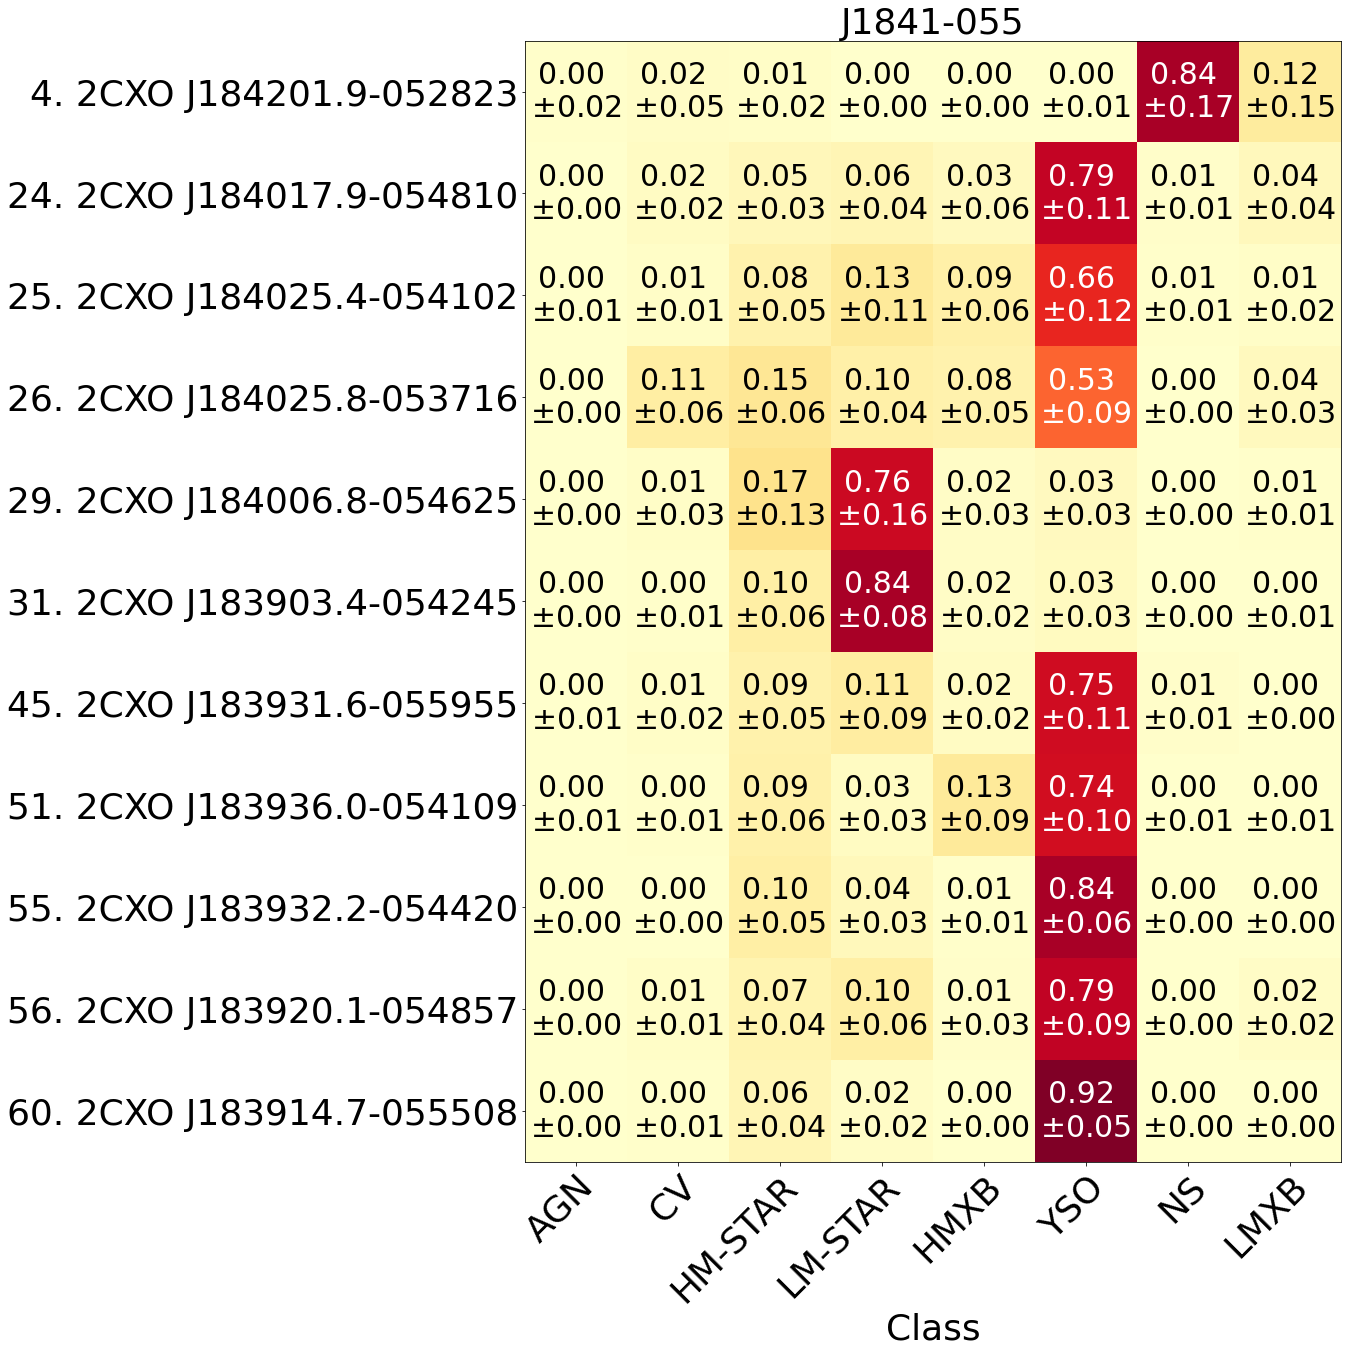 J1841-055
4. 2CXO J184201.9-052823 0.00 0.02 0.01 0.00 0.00 0.00 0.84 0.12
±0.02 ±0.05 ±0.02 ±0.00 ±0.00 ±0.01 ±0.17 ±0.15
24. 2CXO J184017.9-054810 0.00 0.02 0.05 0.06 0.03 0.79 0.01 0.04
±0.00 ±0.02 ±0.03 ±0.04 ±0.06 ±0.11 ±0.01 ±0.04
25. 2CXO J184025.4-054102 0.00 0.01 0.08 0.13 0.09 0.66 0.01 0.01
±0.01 ±0.01 ±0.05 ±0.11 ±0.06 ±0.12 ±0.01 ±0.02
26. 2CXO J184025.8-053716 0.00 0.11 0.15 0.10 0.08 0.53 0.00 0.04
±0.00 ±0.06 ±0.06 ±0.04 ±0.05 ±0.09 ±0.00 ±0.03
29. 2CXO J184006.8-054625 0.00 0.01 0.17 0.76 0.02 0.03 0.00 0.01
±0.00 ±0.03 ±0.13 ±0.16 ±0.03 ±0.03 ±0.00 ±0.01
31. 2CXO J183903.4-054245 0.00 0.00 0.10 0.84 0.02 0.03 0.00 0.00
±0.00 ±0.01 ±0.06 ±0.08 ±0.02 ±0.03 ±0.00 ±0.01
45. 2CXO J183931.6-055955 0.00 0.01 0.09 0.11 0.02 0.75 0.01 0.00
±0.01 ±0.02 ±0.05 ±0.09 ±0.02 ±0.11 ±0.01 ±0.00
51. 2CXO J183936.0-054109 0.00 0.00 0.09 0.03 0.13 0.74 0.00 0.00
±0.01 ±0.01 ±0.06 ±0.03 ±0.09 ±0.10 ±0.01 ±0.01
55. 2CXO J183932.2-054420 0.00 0.00 0.10 0.04 0.01 0.84 0.00 0.00
±0.00 ±0.00 ±0.05 ±0.03 ±0.01 ±0.06 ±0.00 ±0.00
56. 2CXO J183920.1-054857 0.00 0.01 0.07 0.10 0.01 0.79 0.00 0.02
±0.00 ±0.01 ±0.04 ±0.06 ±0.03 ±0.09 ±0.00 ±0.02
60. 2CXO J183914.7-055508 0.00 0.00 0.06 0.02 0.00 0.92 0.00 0.00
±0.00 ±0.01 ±0.04 ±0.02 ±0.00 ±0.05 ±0.00 ±0.00
AGN CV HM-STAR LM-STAR HMXB YSO NS LMXB
Class